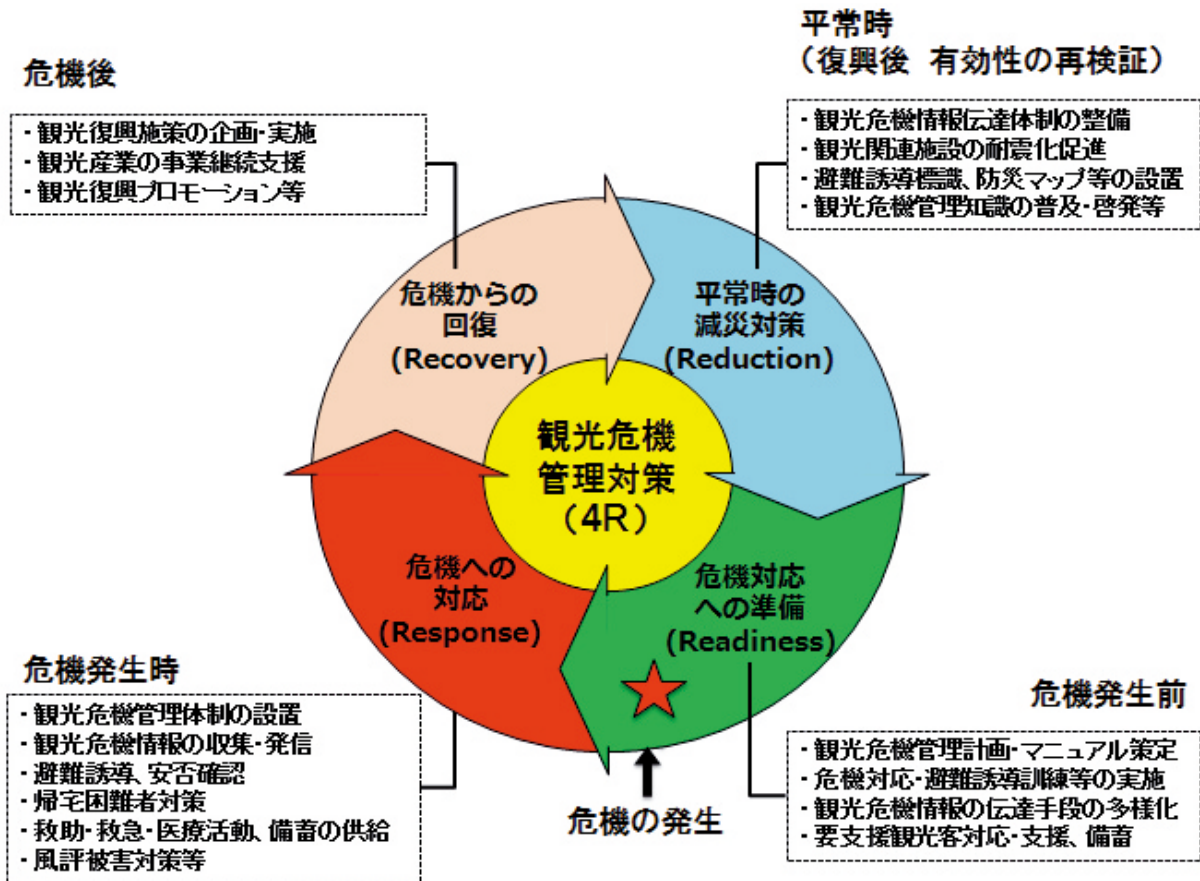 危機後
・観光復興施策の企画・実施
・観光産業の事業継続支援
・観光復興プロモーション等
平常時
（復興後 有効性の再検証）
・観光危機情報伝達体制の整備
・観光関連施設の耐震化促進
・避難誘導標識、防災マップ等の設置
・観光危機管理知識の普及・啓発等
危機からの
回復
(Recovery)
平常時の
減災対策
(Reduction)
観光危機
管理対策
（4R）
危機への
対応
(Response)
危機対応
への準備
(Readiness)
危機発生時
・観光危機管理体制の設置
・観光危機情報の収集・発信
・避難誘導、安否確認
・帰宅困難者対策
・救助・救急・医療活動、備蓄の供給
・風評被害対策等
危機の発生
危機発生前
・観光危機管理計画・マニュアル策定
・危機対応・避難誘導訓練等の実施
・観光危機情報の伝達手段の多様化
・要支援観光客対応・支援、備蓄